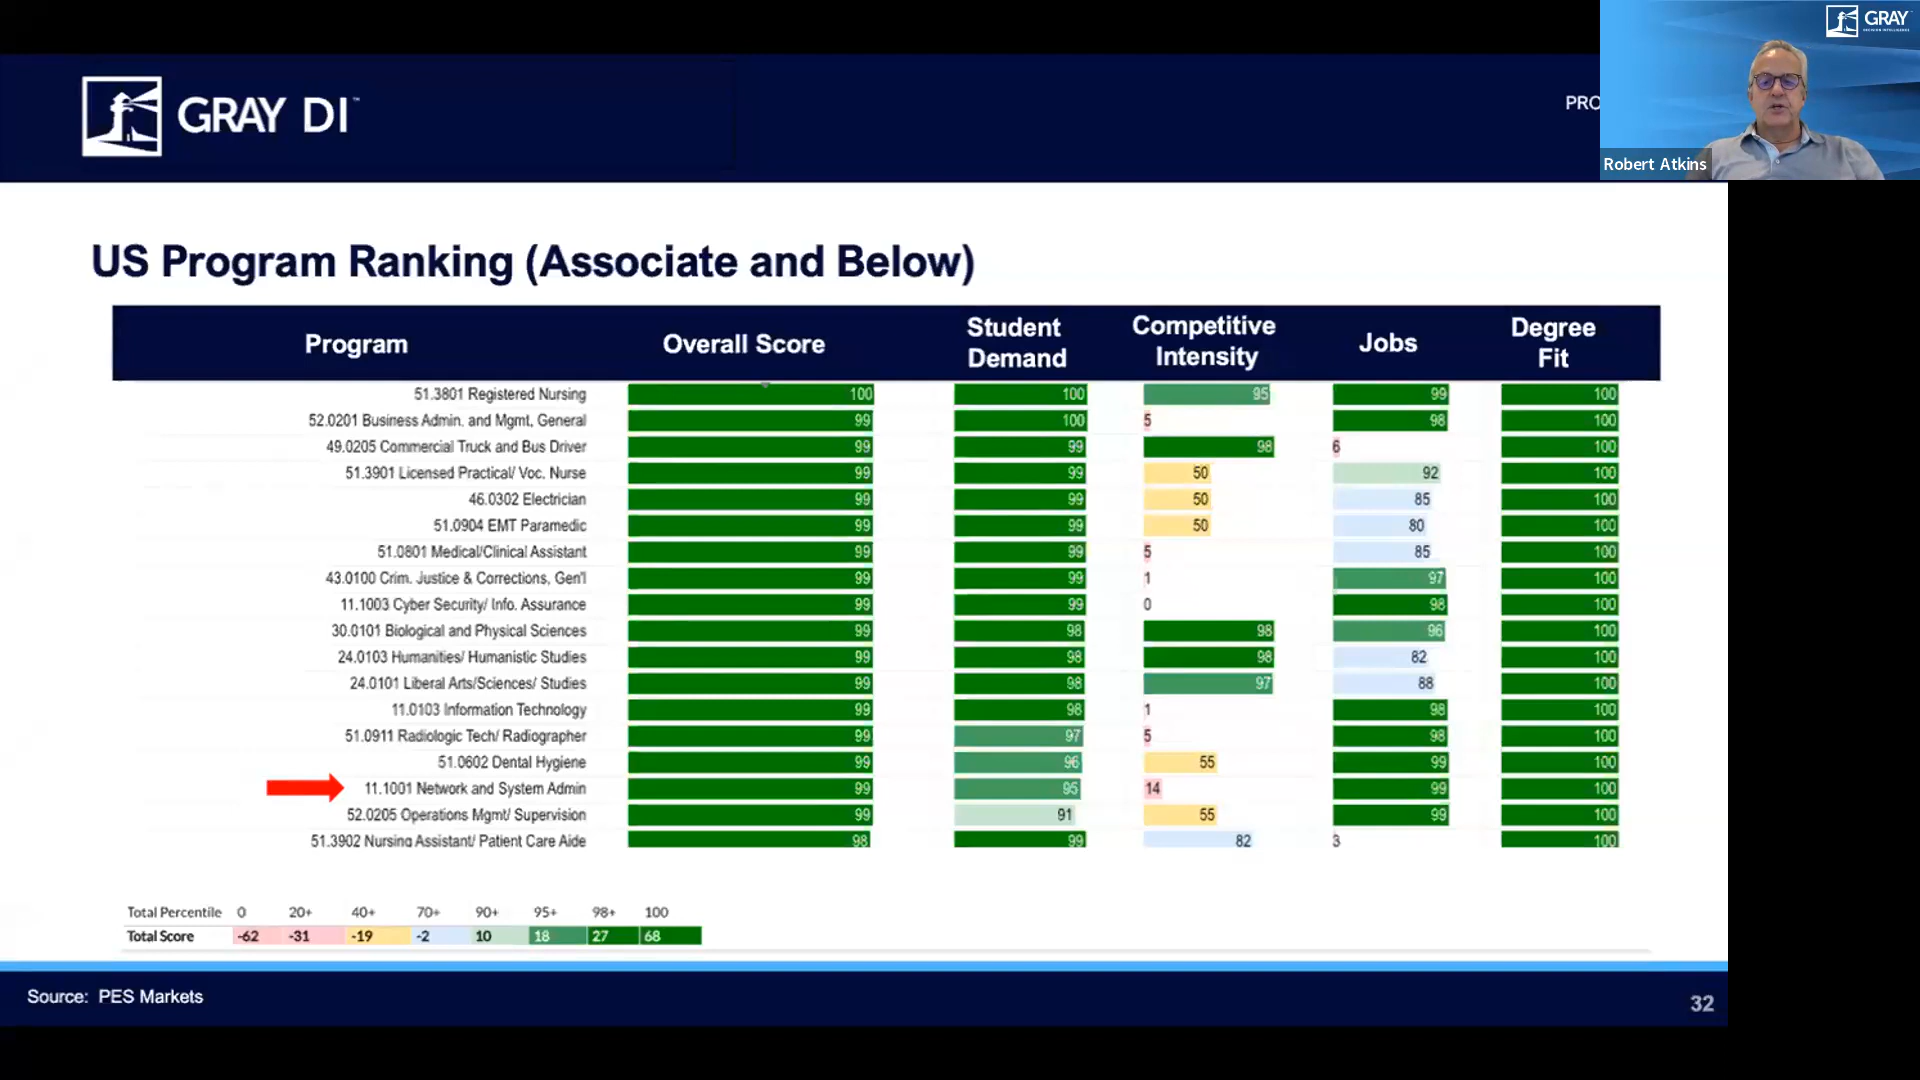 GRAY
GRAY DI™
PRO
Robert Atkins
US Program Ranking (Associate and Below)
Program Overall Score Student Demand Competitive Intensity Jobs Degree Fit
51.3801 Registered Nursing 100 100 95 99 100
52.0201 Business Admin. and Mgmt, General 99 100 5 98 100
49.0205 Commercial Truck and Bus Driver 99 99 98 6 100
51.3901 Licensed Practical/ Voc. Nurse 99 99 50 92 100
46.0302 Electrician 99 99 50 85 100
51.0904 EMT Paramedic 99 99 50 80 100
51.0801 Medical/Clinical Assistant 99 99 5 85 100
43.0100 Crim. Justice & Corrections, Gen'l 99 99 1 97 100
11.1003 Cyber Security/ Info. Assurance 99 99 0 98 100
30.0101 Biological and Physical Sciences 99 98 98 96 100
24.0103 Humanities/ Humanistic Studies 99 98 98 82 100
24.0101 Liberal Arts/Sciences/ Studies 99 98 97 88 100
11.0103 Information Technology 99 98 1 98 100
51.0911 Radiologic Tech/ Radiographer 99 97 5 98 100
51.0602 Dental Hygiene 99 96 55 99 100
11.1001 Network and System Admin 99 95 14 99 100
52.0205 Operations Mgmt/ Supervision 99 91 55 99 100
51.3902 Nursing Assistant/ Patient Care Aide 98 99 82 3 100
Total Percentile 0 20+ 40+ 70+ 90+ 95+ 98+ 100
Total Score -62 -31 -19 -2 10 18 27 68
Source: PES Markets
32